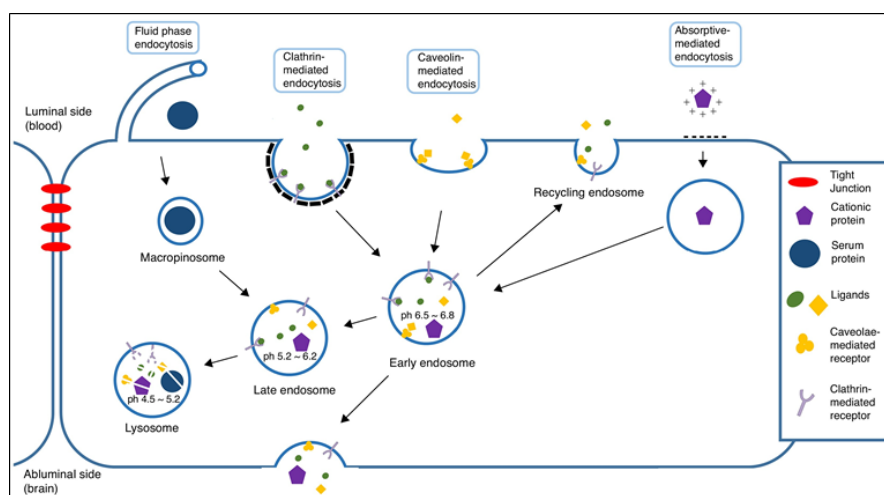 Fluid phase
endocytosis
Clathrin-
mediated endocytosis
Caveolin-
mediated endocytosis
Absorptive-
mediated endocytosis
Luminal side
(blood)
Recycling endosome
Macropinosome
ph 6.5 ~ 6.8
Early endosome
ph 5.2 ~ 6.2
Late endosome
ph 4.5 ~ 5.2
Lysosome
Abluminal side
(brain)
Tight
Junction
Cationic
protein
Serum
protein
Ligands
Caveolae-
mediated
receptor
Clathrin-
mediated
receptor